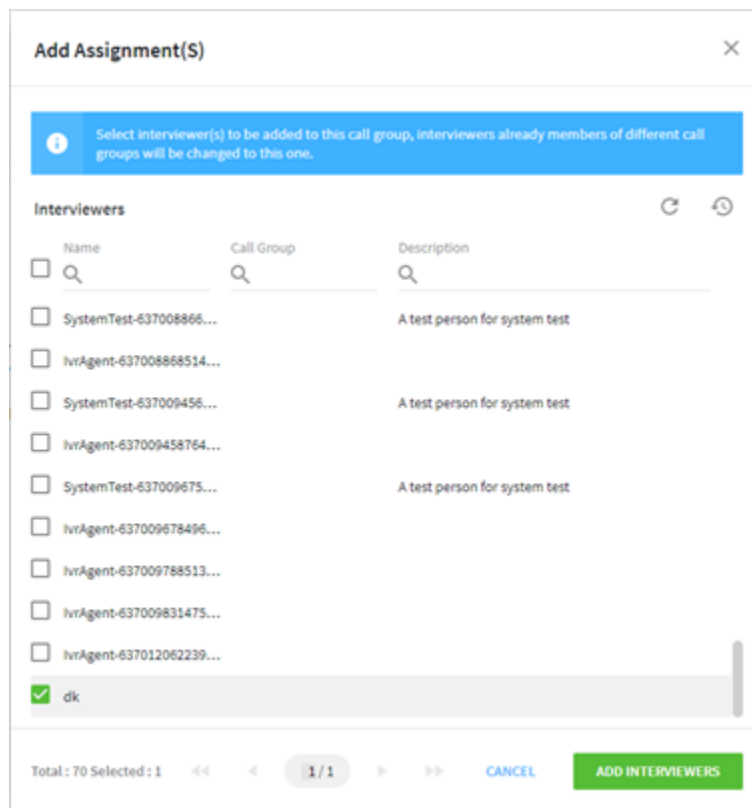 Add Assignment(S)
Select interviewer(s) to be added to this call group, interviewers already members of different call
groups will be changed to this one.
Interviewers
Name Call Group Description
SystemTest-637008866... A test person for system test
IvrAgent-637008868514...
SystemTest-637009456... A test person for system test
IvrAgent-637009458764...
SystemTest-637009675... A test person for system test
IvrAgent-637009678496...
IvrAgent-637009788513...
IvrAgent-637009831475...
IvrAgent-637012062239...
dk
Total : 70 Selected : 1 1 / 1 CANCEL ADD INTERVIEWERS